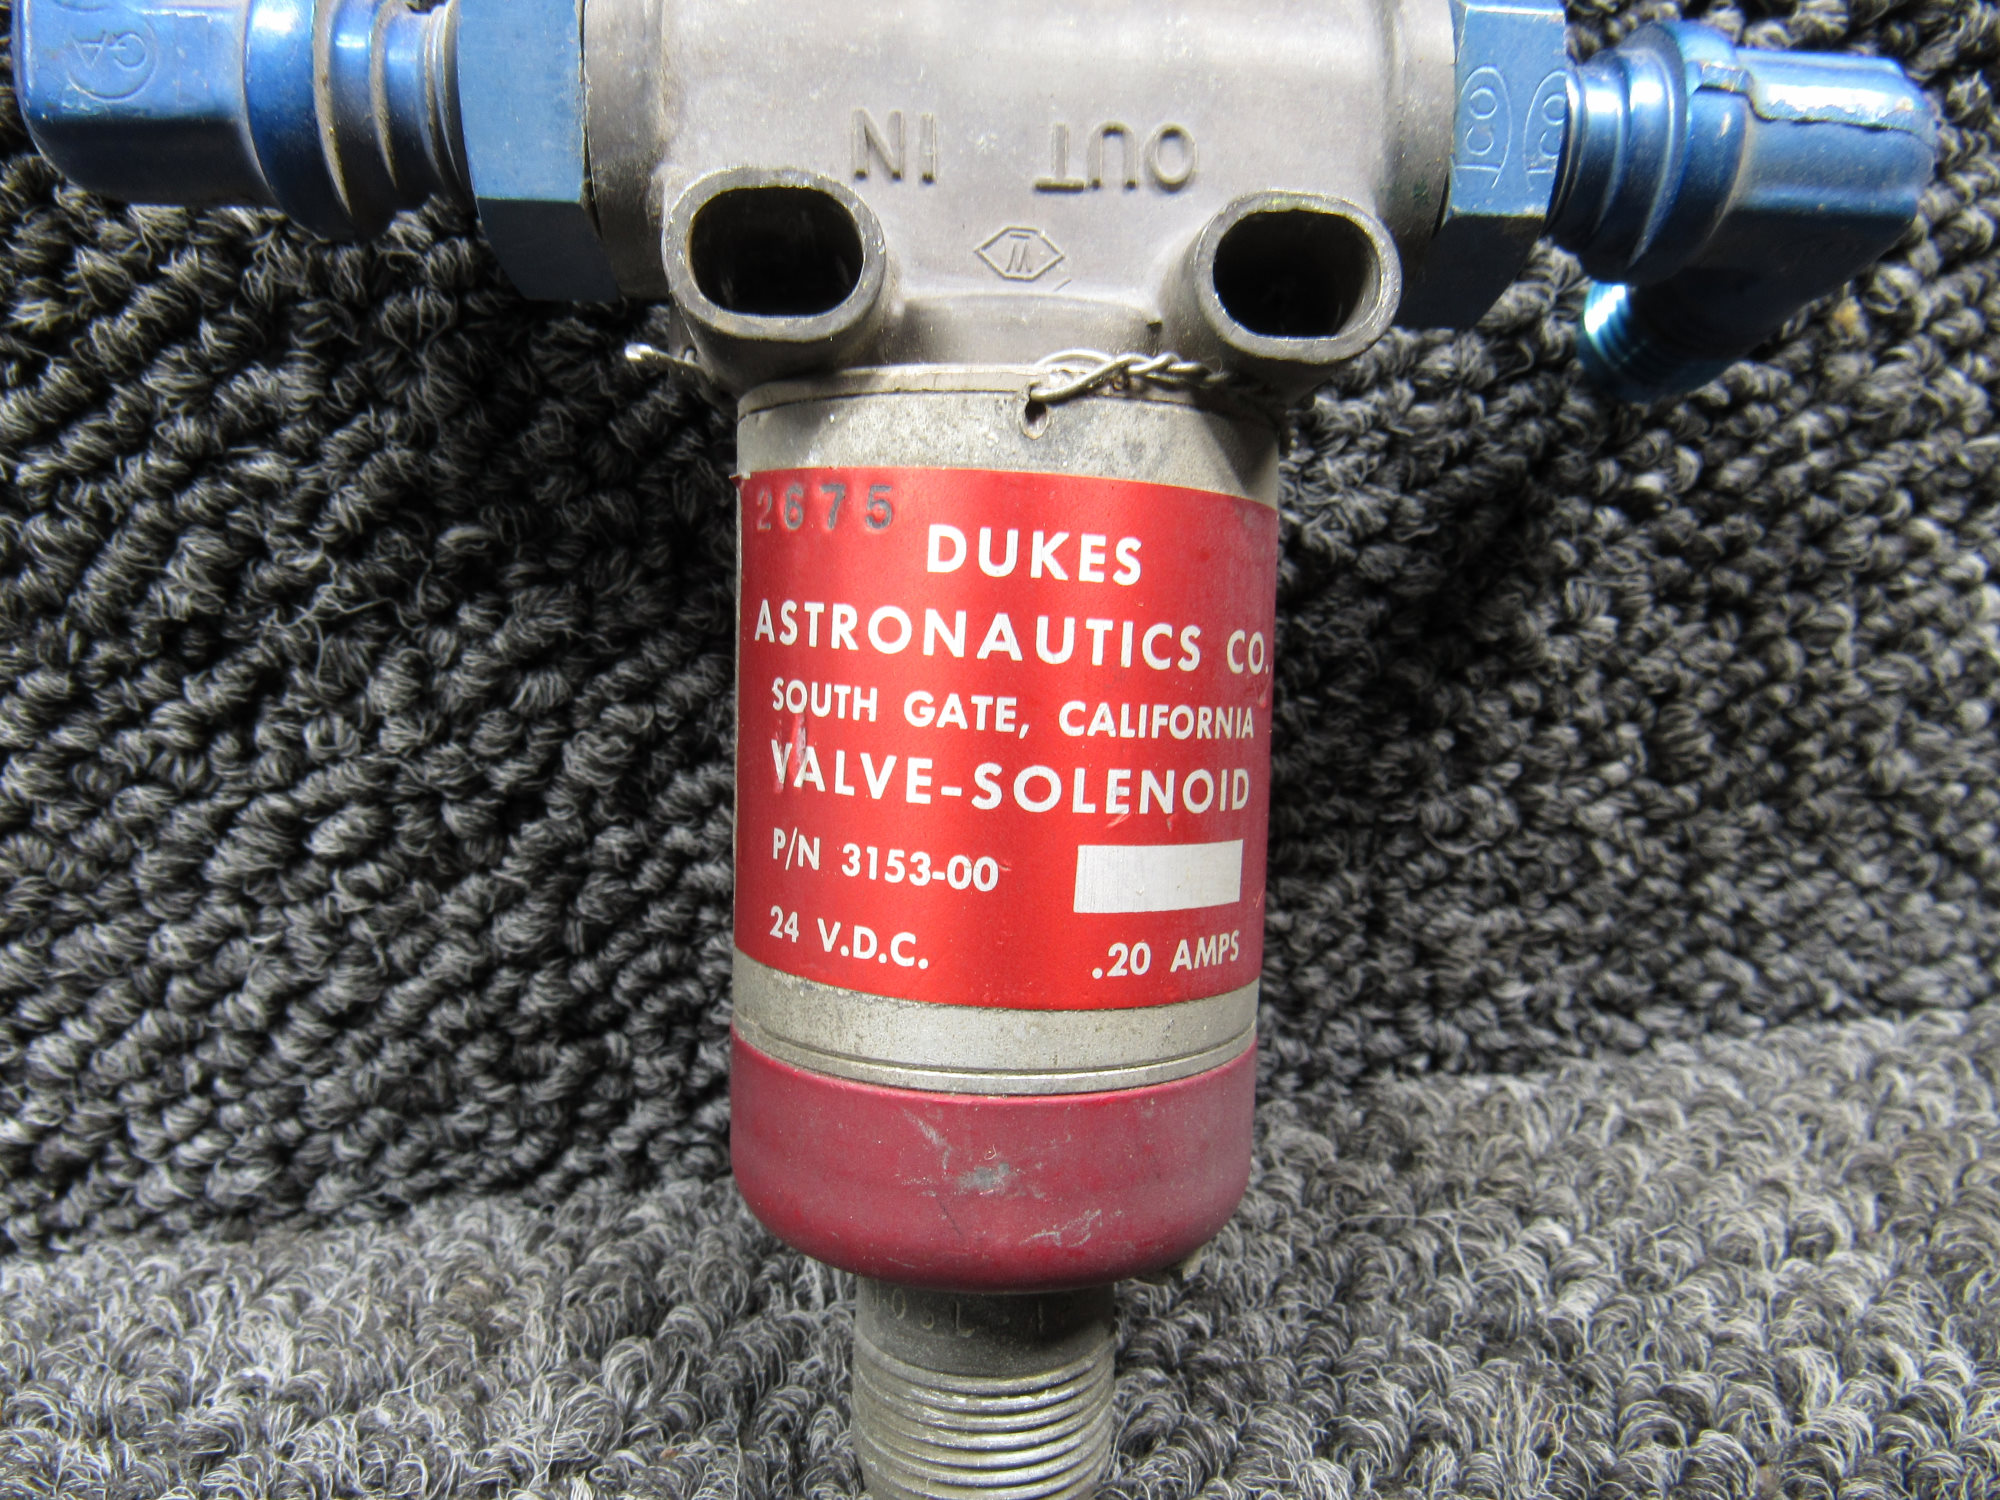 OUT IN
2675
DUKES
ASTRONAUTICS CO.
SOUTH GATE, CALIFORNIA
VALVE-SOLENOID
P/N 3153-00
24 V.D.C. .20 AMPS